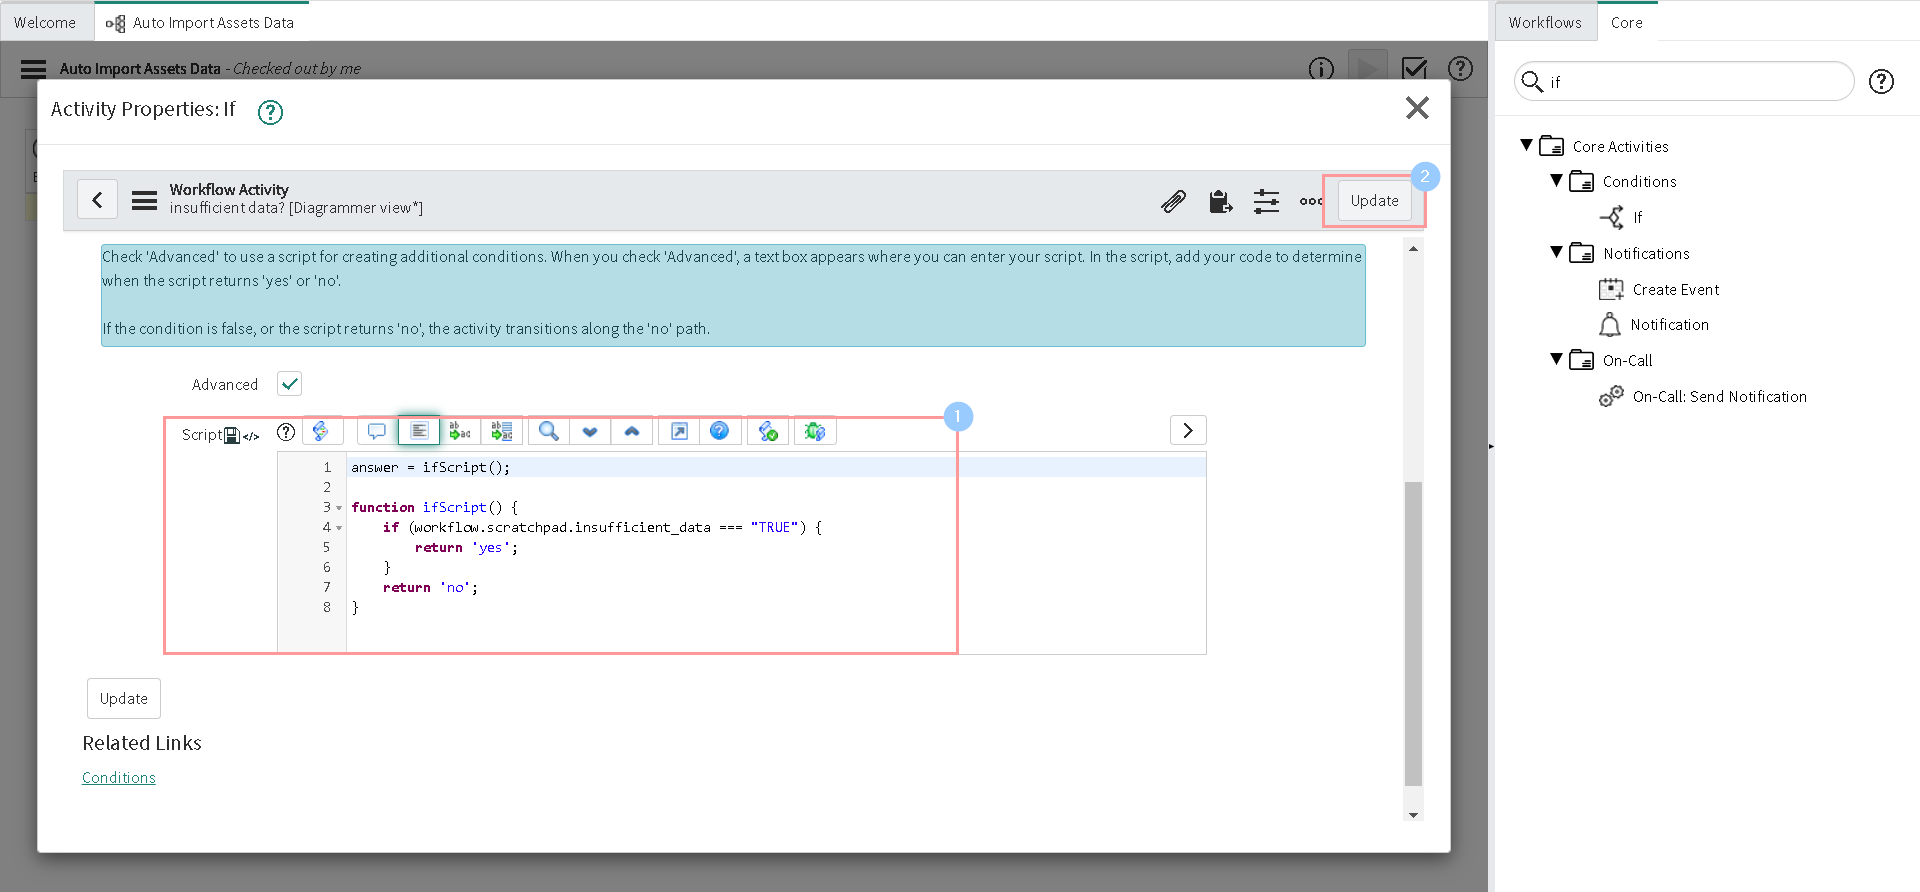 Welcome
Auto Import Assets Data
Workflows
Core
Auto Import Assets Data - Checked out by me
if
Activity Properties: If
Core Activities
Conditions
If
Notifications
Create Event
Notification
On-Call
On-Call: Send Notification
Workflow Activity
insufficient data? [Diagrammer view*]
Update
2
Check 'Advanced' to use a script for creating additional conditions. When you check 'Advanced', a text box appears where you can enter your script. In the script, add your code to determine
when the script returns 'yes' or 'no'.
If the condition is false, or the script returns 'no', the activity transitions along the 'no' path.
Advanced
1
Script
1 answer = ifScript();
2
3 function ifScript() {
4     if (workflow.scratchpad.insufficient_data === "TRUE") {
5         return 'yes';
6     }
7     return 'no';
8 }
Update
Related Links
Conditions